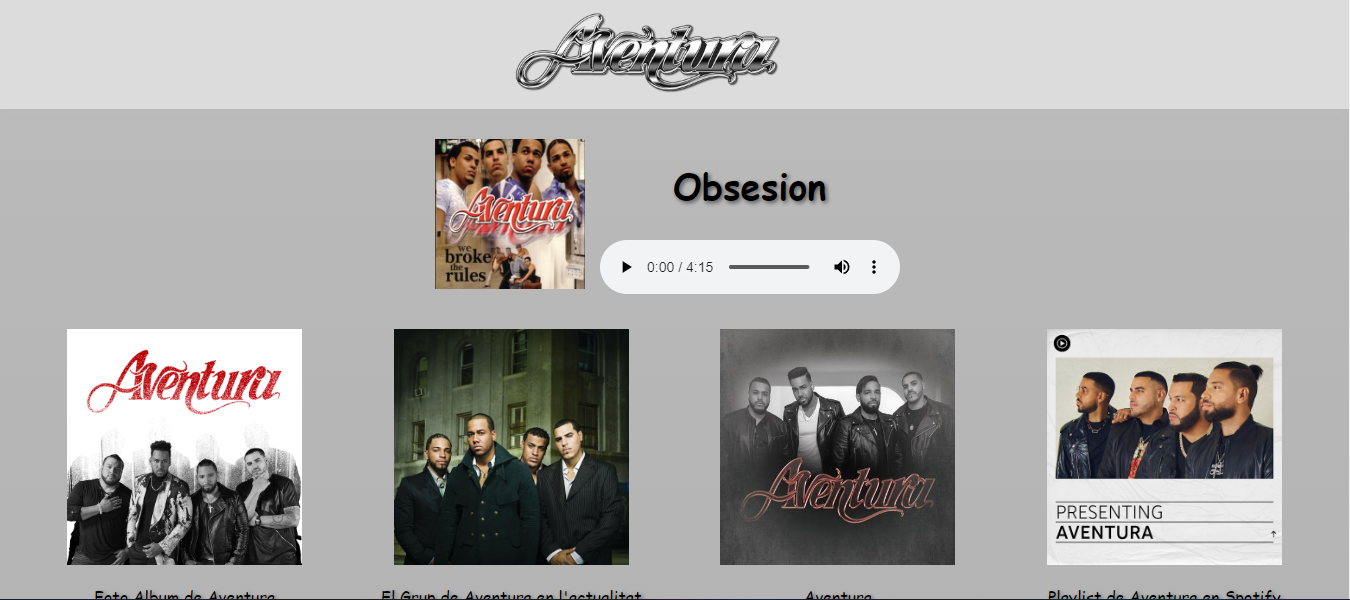 Aventura
Aventura
we
broke
the
rules
Obsesion
0:00 / 4:15
Aventura
Aventura
PRESENTING
AVENTURA
Foto Album de Aventura
El Grup de Aventura en l'actualitat
Aventura
Playlist de Aventura en Spotify